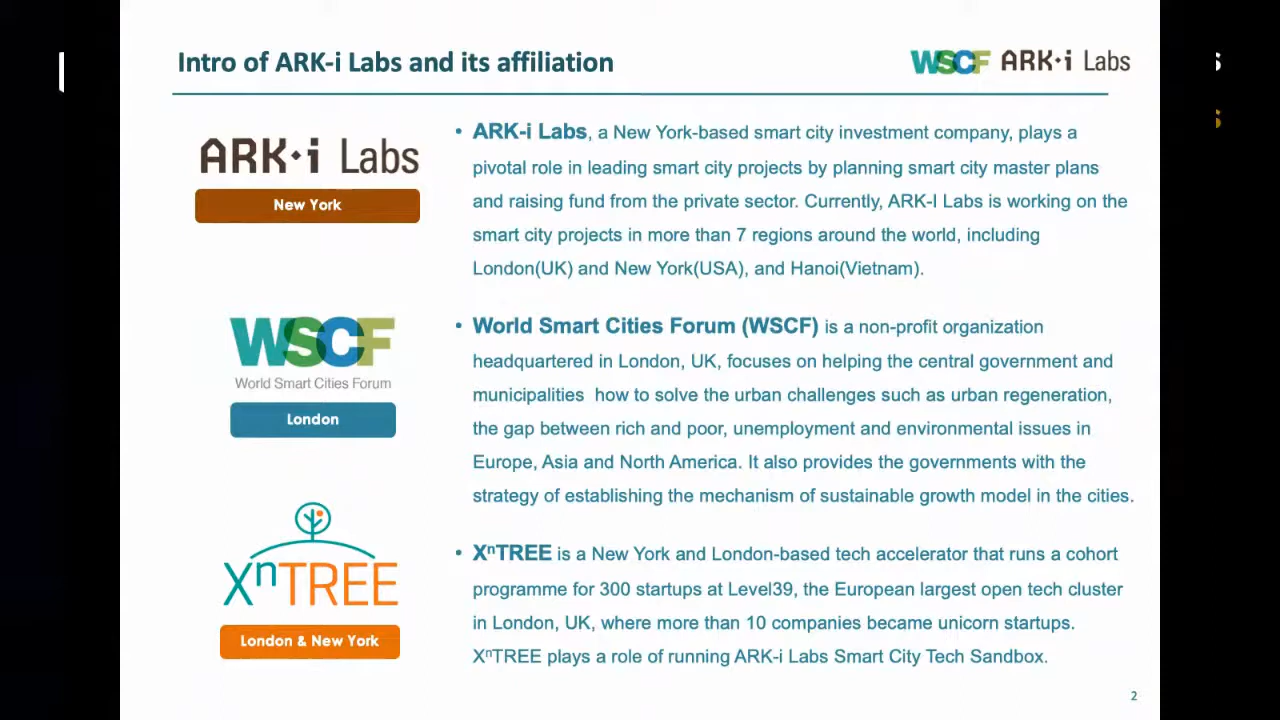 Intro of ARK-i Labs and its affiliation
WSCF ARK·i Labs
ARK·i Labs
New York
• ARK-i Labs, a New York-based smart city investment company, plays a
pivotal role in leading smart city projects by planning smart city master plans
and raising fund from the private sector. Currently, ARK-I Labs is working on the
smart city projects in more than 7 regions around the world, including
London(UK) and New York(USA), and Hanoi(Vietnam).
WSCF
World Smart Cities Forum
London
• World Smart Cities Forum (WSCF) is a non-profit organization
headquartered in London, UK, focuses on helping the central government and
municipalities how to solve the urban challenges such as urban regeneration,
the gap between rich and poor, unemployment and environmental issues in
Europe, Asia and North America. It also provides the governments with the
strategy of establishing the mechanism of sustainable growth model in the cities.
XⁿTREE
London & New York
• XⁿTREE is a New York and London-based tech accelerator that runs a cohort
programme for 300 startups at Level39, the European largest open tech cluster
in London, UK, where more than 10 companies became unicorn startups.
XⁿTREE plays a role of running ARK-i Labs Smart City Tech Sandbox.
2